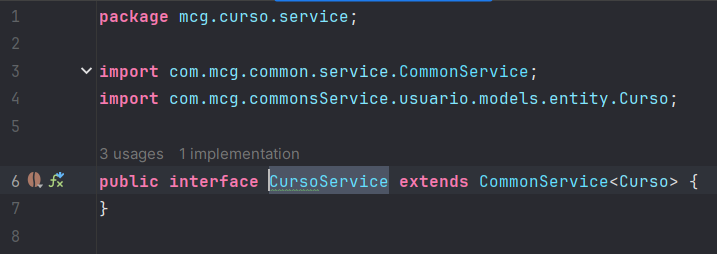 1 package mcg.curso.service;
2
3 import com.mcg.common.service.CommonService;
4 import com.mcg.commonsService.usuario.models.entity.Curso;
5
3 usages 1 implementation
6 public interface CursoService extends CommonService<Curso> {
7 }
8